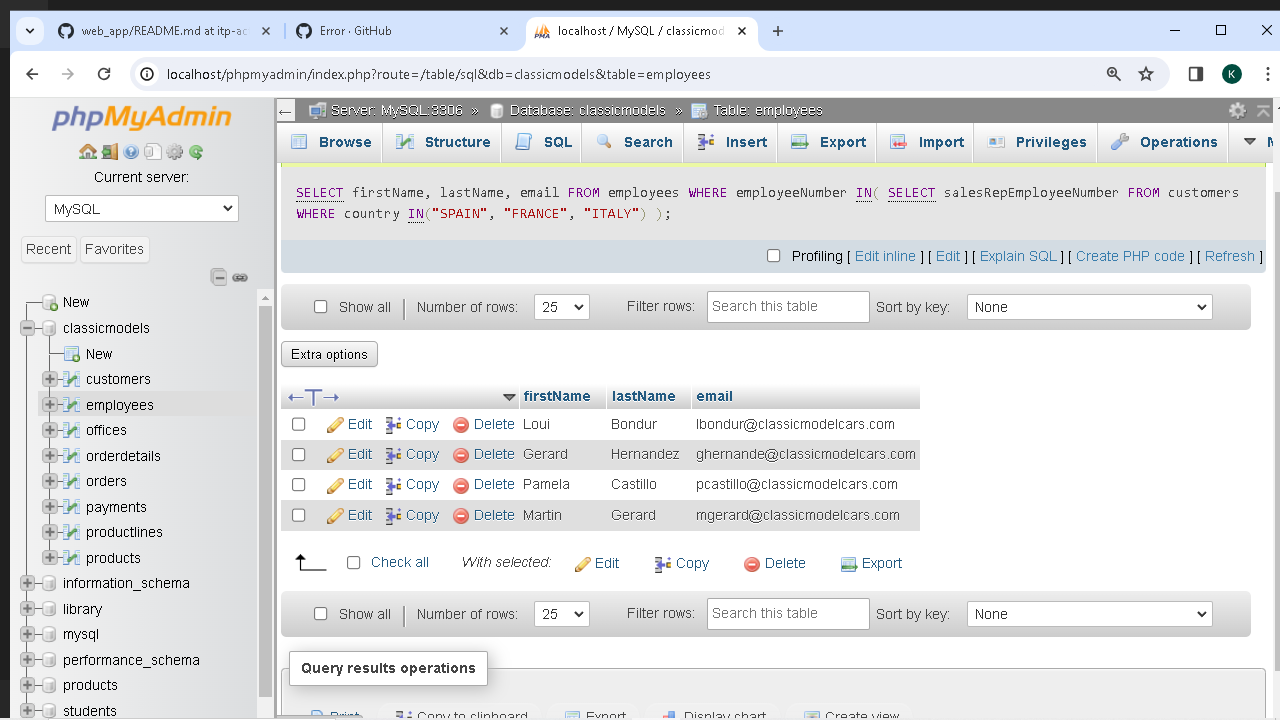 web_app/README.md at itp-ac
Error · GitHub
localhost / MySQL / classicmod
localhost/phpmyadmin/index.php?route=/table/sql&db=classicmodels&table=employees
K
phpMyAdmin
Current server:
MySQL
Recent
Favorites
New
classicmodels
New
customers
employees
offices
orderdetails
orders
payments
productlines
products
information_schema
library
mysql
performance_schema
products
students
Server: MySQL:3306 » Database: classicmodels » Table: employees
Browse Structure SQL Search Insert Export Import Privileges Operations
SELECT firstName, lastName, email FROM employees WHERE employeeNumber IN( SELECT salesRepEmployeeNumber FROM customers
WHERE country IN("SPAIN", "FRANCE", "ITALY") );
Profiling [ Edit inline ] [ Edit ] [ Explain SQL ] [ Create PHP code ] [ Refresh ]
Show all Number of rows: 25 Filter rows: Search this table Sort by key: None
Extra options
firstName lastName email
Edit Copy Delete Loui Bondur lbondur@classicmodelcars.com
Edit Copy Delete Gerard Hernandez ghernande@classicmodelcars.com
Edit Copy Delete Pamela Castillo pcastillo@classicmodelcars.com
Edit Copy Delete Martin Gerard mgerard@classicmodelcars.com
Check all With selected: Edit Copy Delete Export
Show all Number of rows: 25 Filter rows: Search this table Sort by key: None
Query results operations
Print Copy to clipboard Export Display chart Create view